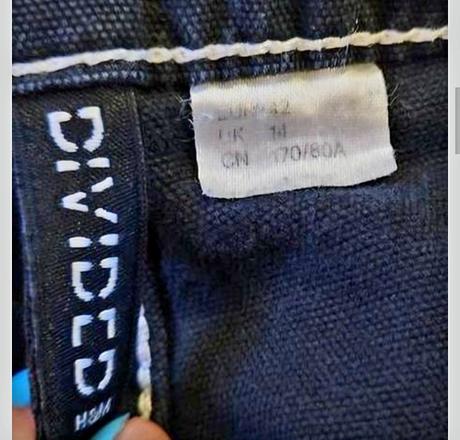 EUR 42
UK 14
CN 170/80A
DIVIDED
H&M